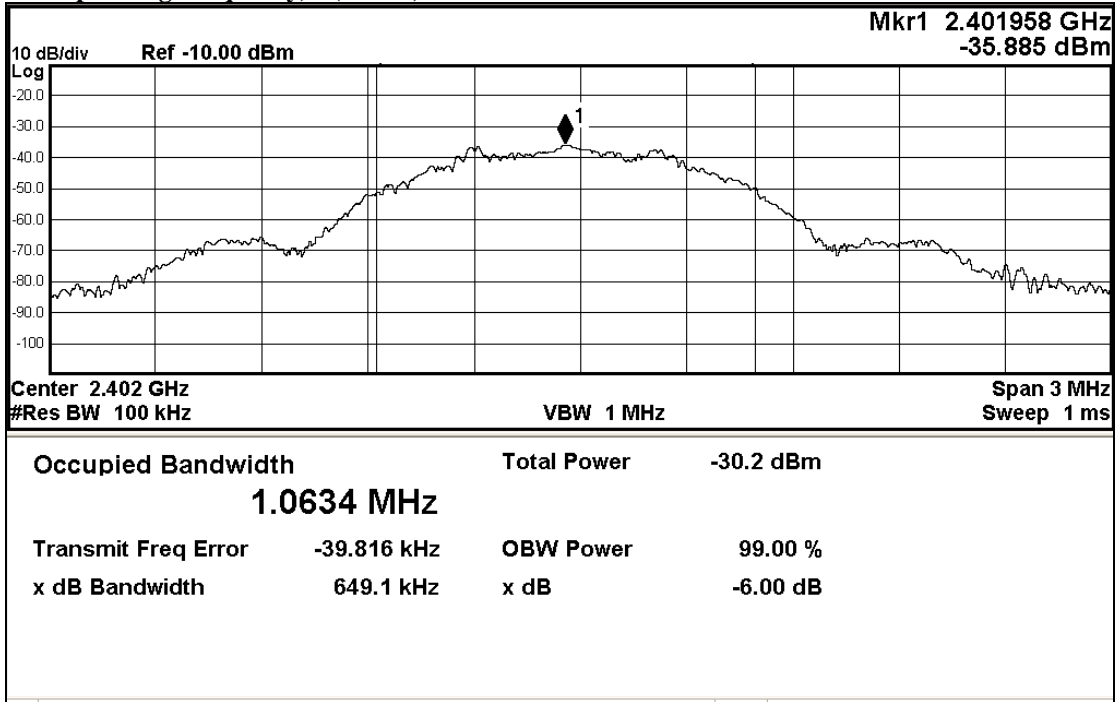 Mkr1 2.401958 GHz
-35.885 dBm
10 dB/div Ref -10.00 dBm
Log
-20.0
-30.0
1
-40.0
-50.0
-60.0
-70.0
-80.0
-90.0
-100
Center 2.402 GHz Span 3 MHz
#Res BW 100 kHz VBW 1 MHz Sweep 1 ms
Occupied Bandwidth Total Power -30.2 dBm
1.0634 MHz
Transmit Freq Error -39.816 kHz OBW Power 99.00 %
x dB Bandwidth 649.1 kHz x dB -6.00 dB